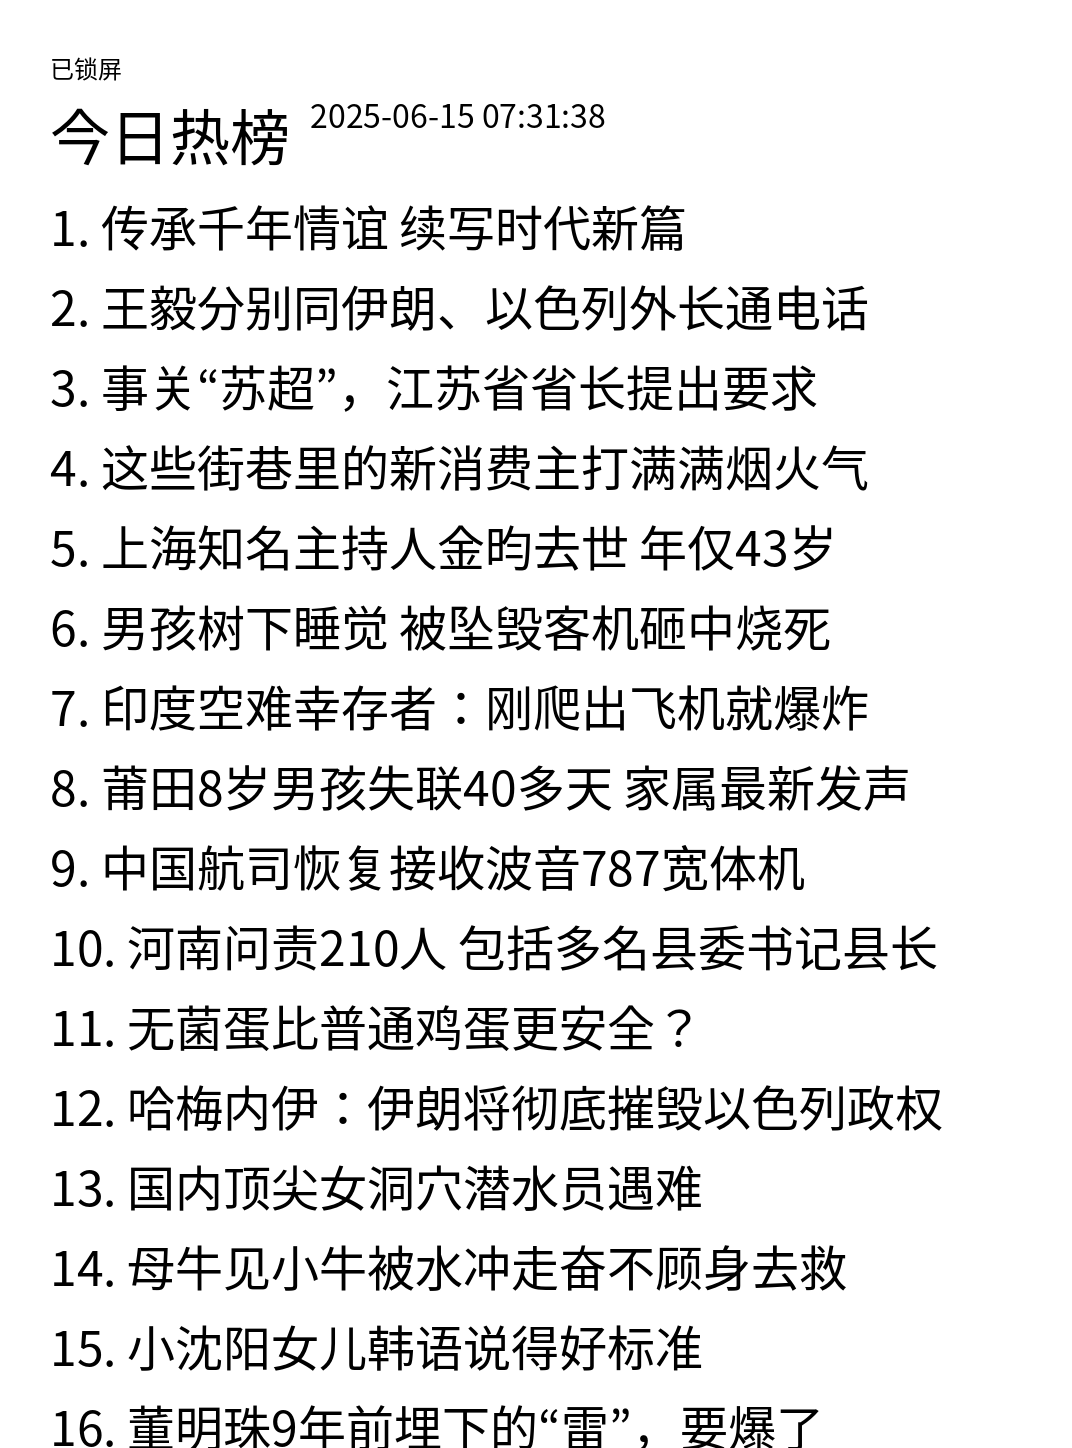 已锁屏
今日热榜 2025-06-15 07:31:38
1. 传承千年情谊 续写时代新篇
2. 王毅分别同伊朗、以色列外长通电话
3. 事关“苏超”，江苏省省长提出要求
4. 这些街巷里的新消费主打满满烟火气
5. 上海知名主持人金昀去世 年仅43岁
6. 男孩树下睡觉 被坠毁客机砸中烧死
7. 印度空难幸存者：刚爬出飞机就爆炸
8. 莆田8岁男孩失联40多天 家属最新发声
9. 中国航司恢复接收波音787宽体机
10. 河南问责210人 包括多名县委书记县长
11. 无菌蛋比普通鸡蛋更安全？
12. 哈梅内伊：伊朗将彻底摧毁以色列政权
13. 国内顶尖女洞穴潜水员遇难
14. 母牛见小牛被水冲走奋不顾身去救
15. 小沈阳女儿韩语说得好标准
16. 董明珠9年前埋下的“雷”，要爆了